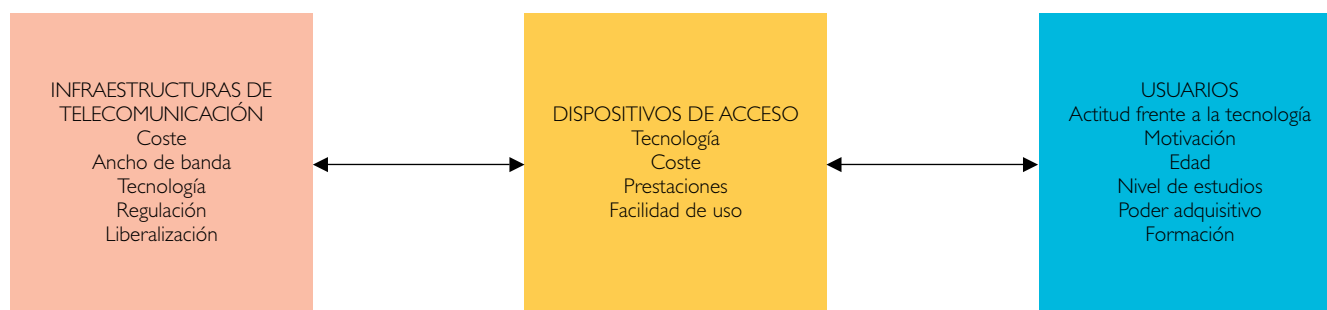 INFRAESTRUCTURAS DE
TELECOMUNICACIÓN
Coste
Ancho de banda
Tecnología
Regulación
Liberalización
DISPOSITIVOS DE ACCESO
Tecnología
Coste
Prestaciones
Facilidad de uso
USUARIOS
Actitud frente a la tecnología
Motivación
Edad
Nivel de estudios
Poder adquisitivo
Formación